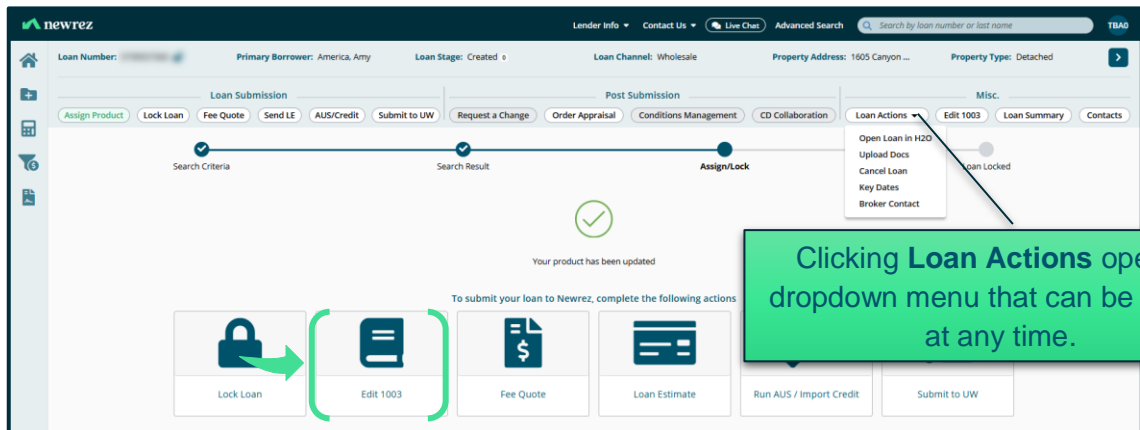 newrez
Lender Info Contact Us Live Chat Advanced Search Search by loan number or last name TBA0
Loan Number: Primary Borrower: America, Amy Loan Stage: Created 0 Loan Channel: Wholesale Property Address: 1605 Canyon ... Property Type: Detached
Loan Submission Post Submission Misc.
Assign Product Lock Loan Fee Quote Send LE AUS/Credit Submit to UW Request a Change Order Appraisal Conditions Management CD Collaboration Loan Actions Edit 1003 Loan Summary Contacts
Open Loan in H2O
Upload Docs
Cancel Loan
Key Dates
Broker Contact
Search Criteria Search Result Assign/Lock Loan Locked
Your product has been updated
Clicking Loan Actions ope
dropdown menu that can be
at any time.
To submit your loan to Newrez, complete the following actions
Lock Loan Edit 1003 Fee Quote Loan Estimate Run AUS / Import Credit Submit to UW